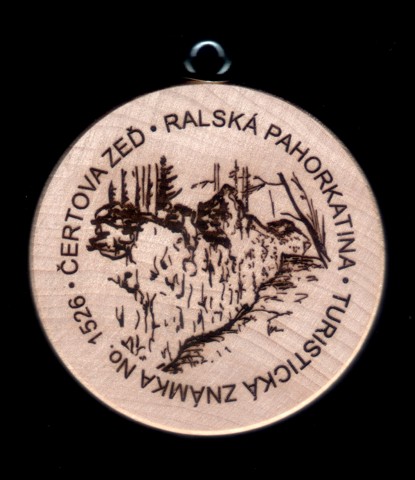 ČERTOVA ZEĎ • RALSKÁ PAHORKATINA • TURISTICKÁ ZNÁMKA No. 1526 •